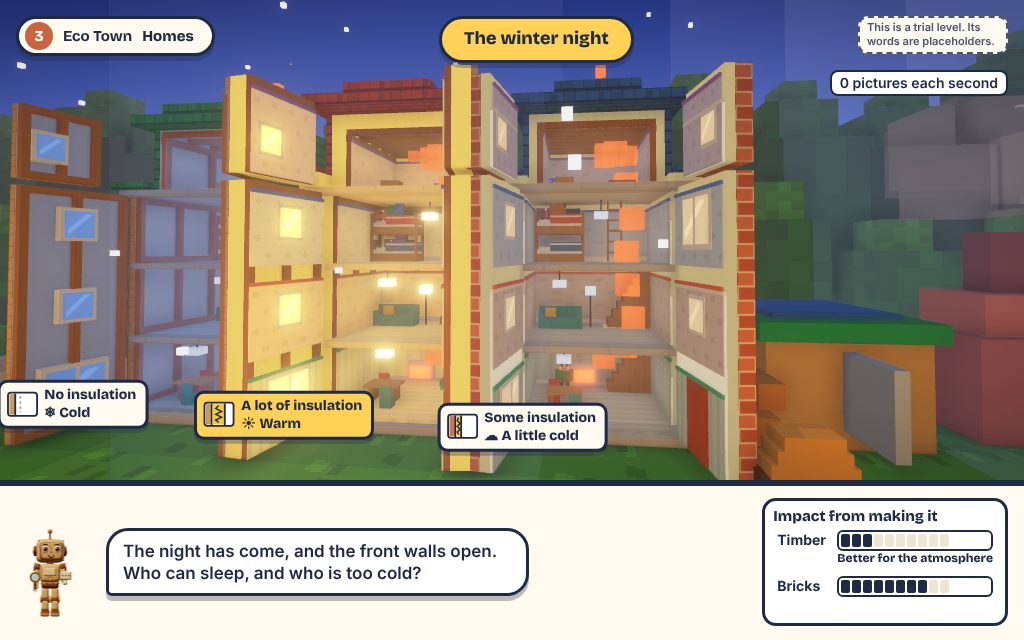 3 Eco Town Homes
The winter night
This is a trial level. Its
words are placeholders.
0 pictures each second
No insulation
❄ Cold
A lot of insulation
☀ Warm
Some insulation
☁ A little cold
The night has come, and the front walls open.
Who can sleep, and who is too cold?
Impact from making it
Timber
Better for the atmosphere
Bricks